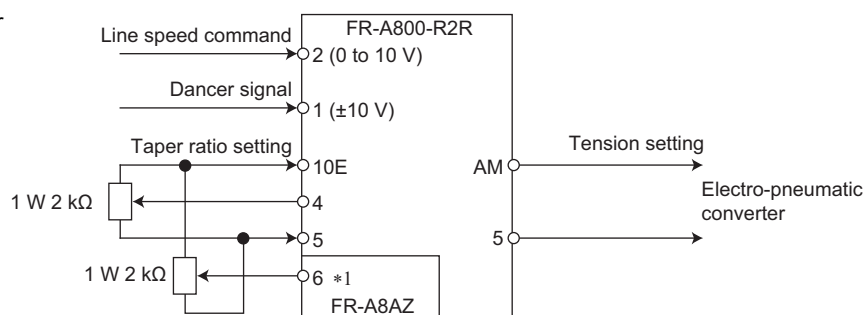 r
FR-A800-R2R
Line speed command
2 (0 to 10 V)
Dancer signal
1 (±10 V)
Taper ratio setting
10E
AM
Tension setting
1 W 2 kΩ
4
Electro-pneumatic
converter
5
5
1 W 2 kΩ
6 *1
FR-A8AZ